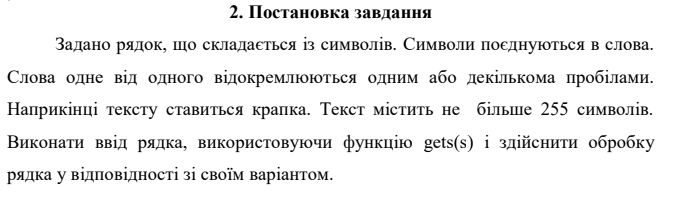 2. Постановка завдання
Задано рядок, що складається із символів. Символи поєднуються в слова.
Слова одне від одного відокремлюються одним або декількома пробілами.
Наприкінці тексту ставиться крапка. Текст містить не більше 255 символів.
Виконати ввід рядка, використовуючи функцію gets(s) і здійснити обробку
рядка у відповідності зі своїм варіантом.